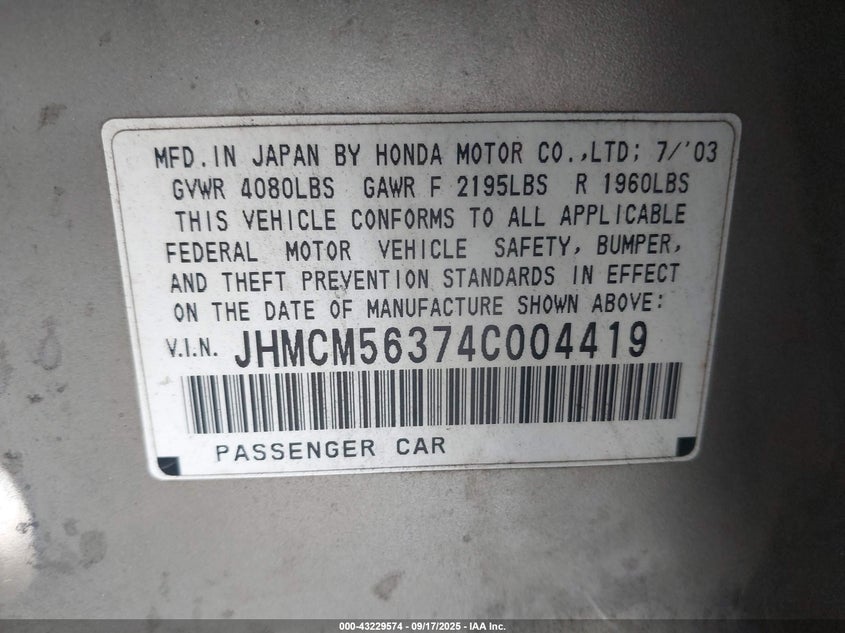 MFD. IN JAPAN BY HONDA MOTOR CO.,LTD; 7/'03
GVWR 4080LBS GAWR F 2195LBS R 1960LBS
THIS VEHICLE CONFORMS TO ALL APPLICABLE
FEDERAL MOTOR VEHICLE SAFETY, BUMPER,
AND THEFT PREVENTION STANDARDS IN EFFECT
ON THE DATE OF MANUFACTURE SHOWN ABOVE:
V.I.N. JHMCM56374C004419
PASSENGER CAR
000-43229574 - 09/17/2025 - IAA Inc.